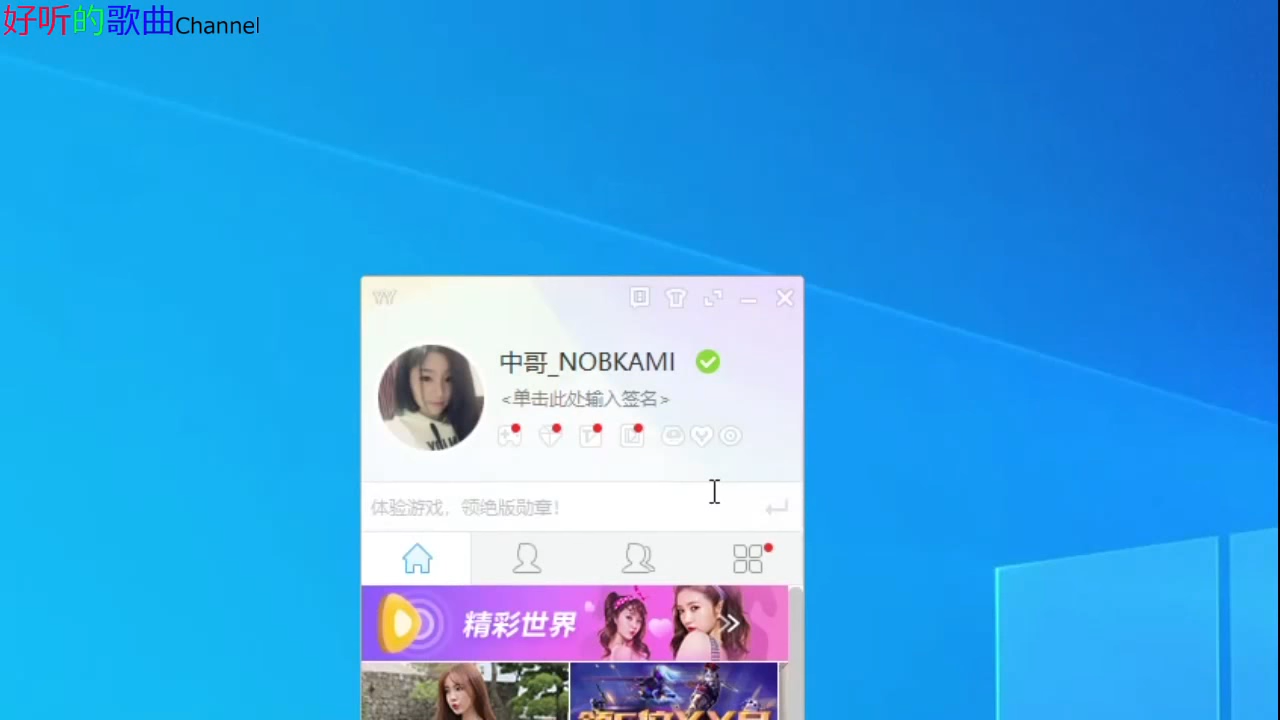 好听的歌曲Channel
YY
中哥_NOBKAMI
<单击此处输入签名>
体验游戏，领绝版勋章！
精彩世界